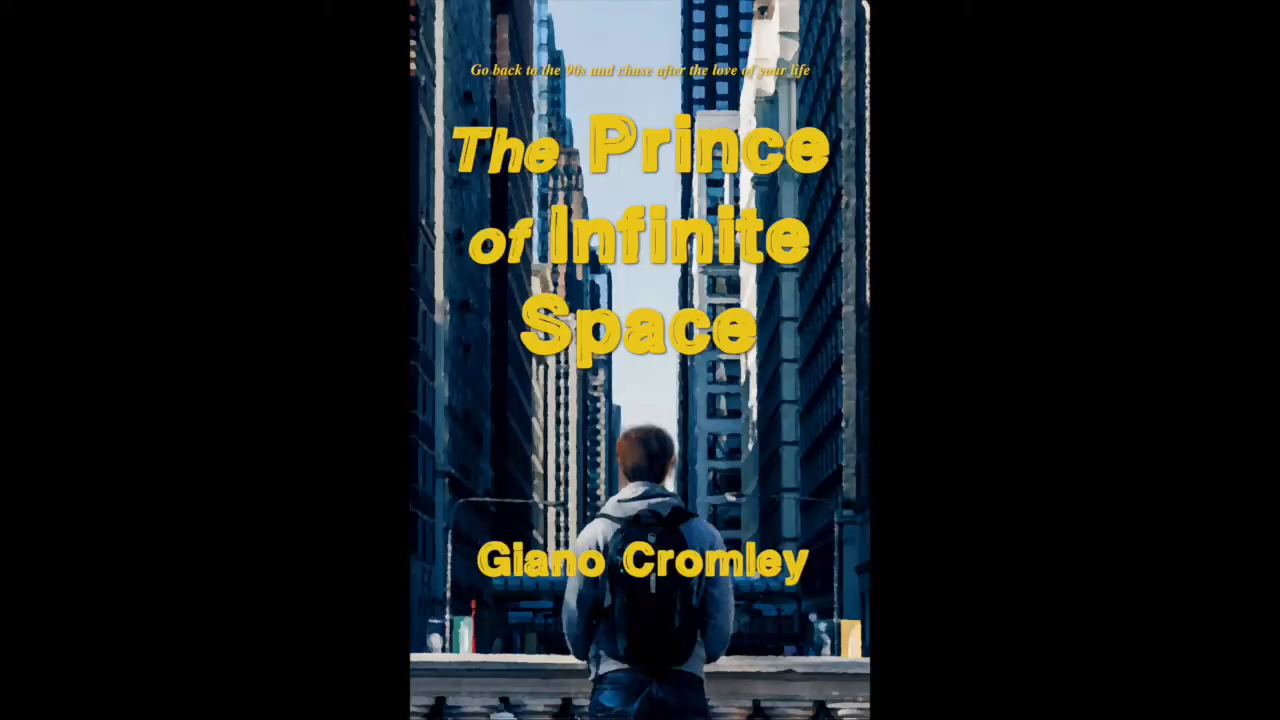 Go back to the 90s and chase after the love of your life
The Prince
of Infinite
Space
Giano Cromley